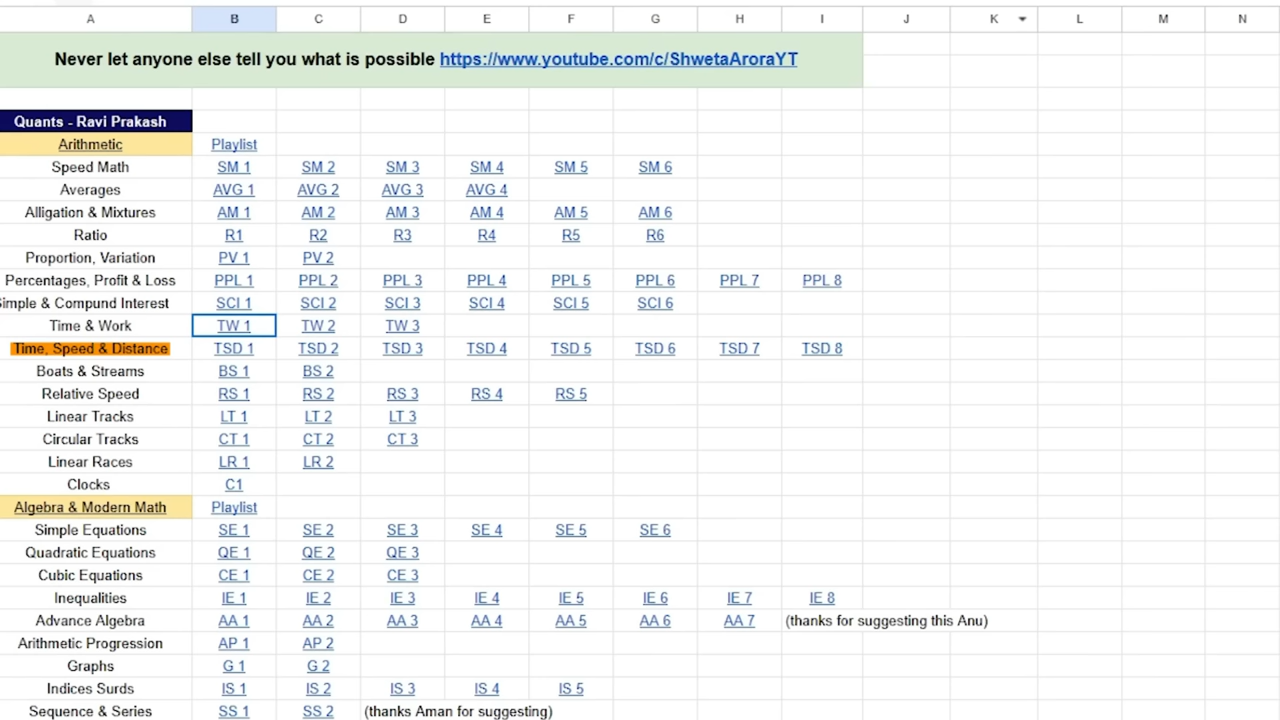 A B C D E F G H I J K L M N
Never let anyone else tell you what is possible https://www.youtube.com/c/ShwetaAroraYT
Quants - Ravi Prakash
Arithmetic Playlist
Speed Math SM 1 SM 2 SM 3 SM 4 SM 5 SM 6
Averages AVG 1 AVG 2 AVG 3 AVG 4
Alligation & Mixtures AM 1 AM 2 AM 3 AM 4 AM 5 AM 6
Ratio R1 R2 R3 R4 R5 R6
Proportion, Variation PV 1 PV 2
Percentages, Profit & Loss PPL 1 PPL 2 PPL 3 PPL 4 PPL 5 PPL 6 PPL 7 PPL 8
imple & Compund Interest SCI 1 SCI 2 SCI 3 SCI 4 SCI 5 SCI 6
Time & Work TW 1 TW 2 TW 3
Time, Speed & Distance TSD 1 TSD 2 TSD 3 TSD 4 TSD 5 TSD 6 TSD 7 TSD 8
Boats & Streams BS 1 BS 2
Relative Speed RS 1 RS 2 RS 3 RS 4 RS 5
Linear Tracks LT 1 LT 2 LT 3
Circular Tracks CT 1 CT 2 CT 3
Linear Races LR 1 LR 2
Clocks C1
Algebra & Modern Math Playlist
Simple Equations SE 1 SE 2 SE 3 SE 4 SE 5 SE 6
Quadratic Equations QE 1 QE 2 QE 3
Cubic Equations CE 1 CE 2 CE 3
Inequalities IE 1 IE 2 IE 3 IE 4 IE 5 IE 6 IE 7 IE 8
Advance Algebra AA 1 AA 2 AA 3 AA 4 AA 5 AA 6 AA 7 (thanks for suggesting this Anu)
Arithmetic Progression AP 1 AP 2
Graphs G 1 G 2
Indices Surds IS 1 IS 2 IS 3 IS 4 IS 5
Sequence & Series SS 1 SS 2 (thanks Aman for suggesting)